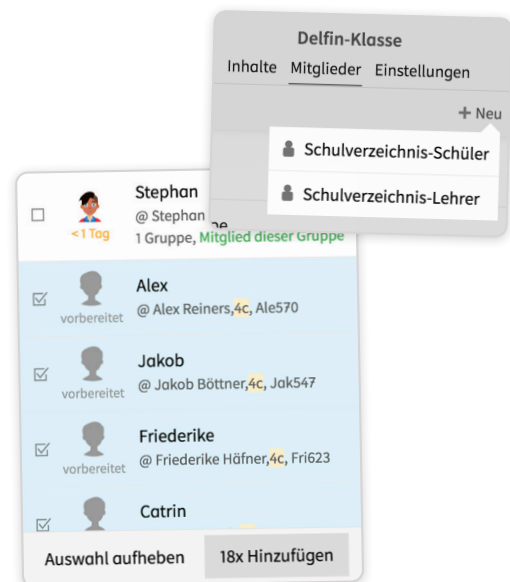 Delfin-Klasse
Inhalte Mitglieder Einstellungen
+ Neu
Schulverzeichnis-Schüler
Schulverzeichnis-Lehrer
Stephan
@ Stephan
<1 Tag
1 Gruppe, Mitglied dieser Gruppe
Alex
@ Alex Reiners,4c, Ale570
vorbereitet
Jakob
@ Jakob Böttner,4c, Jak547
vorbereitet
Friederike
@ Friederike Häfner,4c, Fri623
vorbereitet
Catrin
Auswahl aufheben 18x Hinzufügen